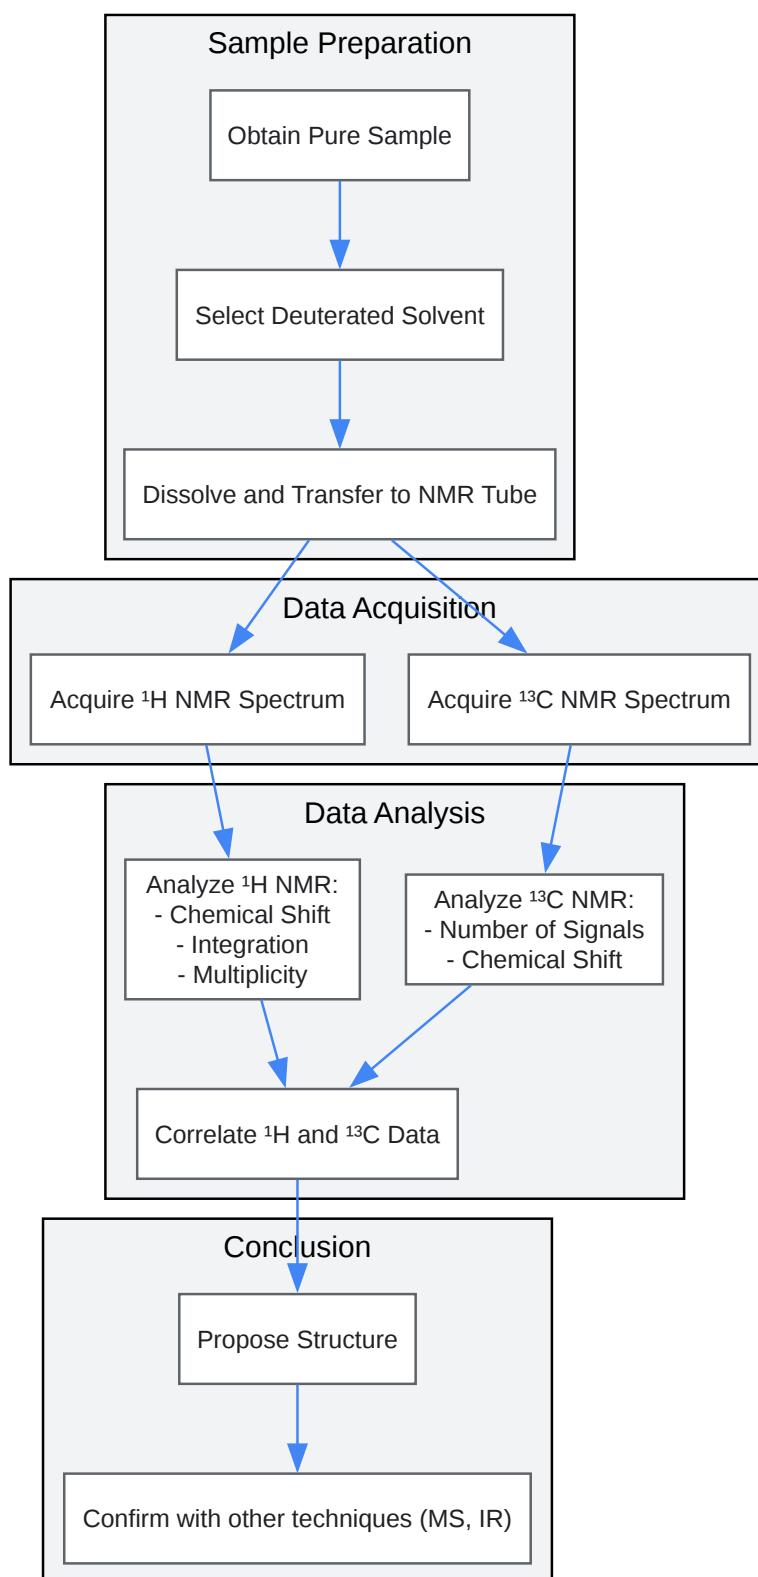 Sample Preparation
Obtain Pure Sample
Select Deuterated Solvent
Dissolve and Transfer to NMR Tube
Data Acquisition
Acquire ¹H NMR Spectrum
Acquire ¹³C NMR Spectrum
Data Analysis
Analyze ¹H NMR:
- Chemical Shift
- Integration
- Multiplicity
Analyze ¹³C NMR:
- Number of Signals
- Chemical Shift
Correlate ¹H and ¹³C Data
Conclusion
Propose Structure
Confirm with other techniques (MS, IR)